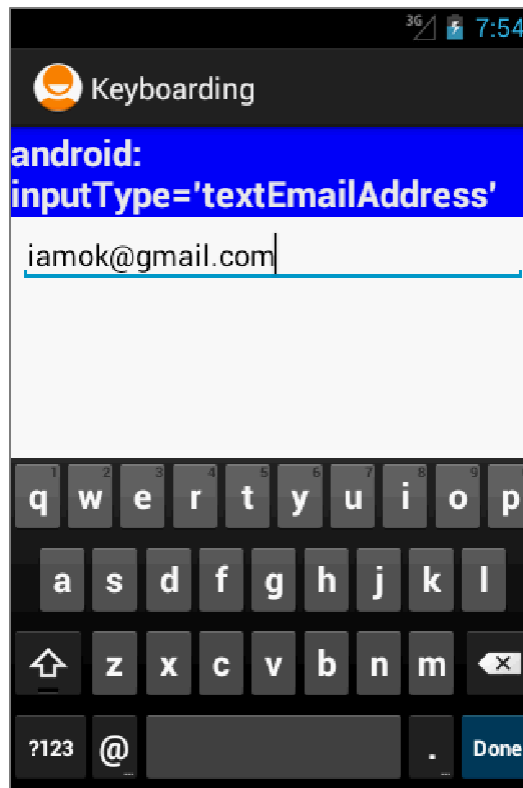 3G 7:54
Keyboarding
android:
inputType='textEmailAddress'
iamok@gmail.com
1 2 3 4 5 6 7 8 9
q w e r t y u i o p
a s d f g h j k l
z x c v b n m
?123 @ . Done